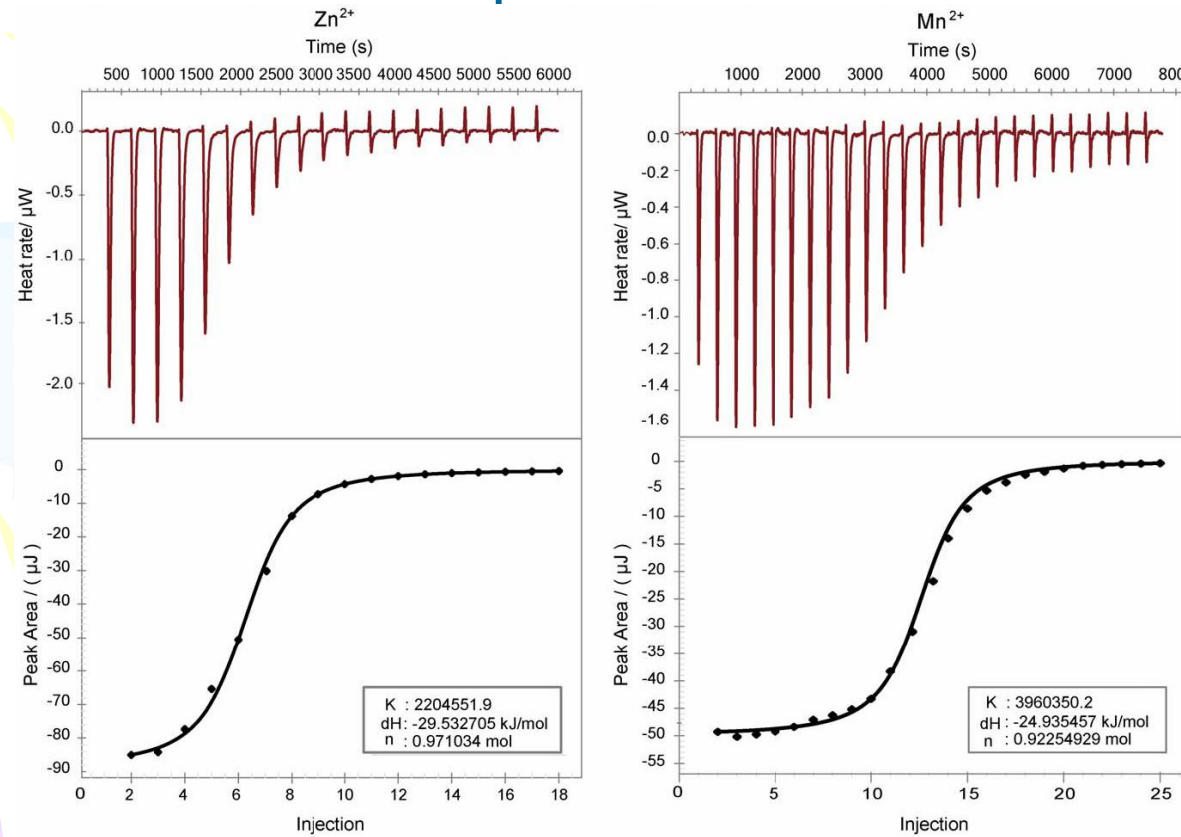 Zn²⁺
Time (s)
500 1000 1500 2000 2500 3000 3500 4000 4500 5000 5500 6000
0.0
-0.5
-1.0
-1.5
-2.0
Heat rate/ µW
0
-10
-20
-30
-40
-50
-60
-70
-80
-90
Peak Area / ( µJ )
K : 2204551.9
dH: -29.532705 kJ/mol
n : 0.971034 mol
0 2 4 6 8 10 12 14 16 18
Injection
Mn²⁺
Time (s)
1000 2000 3000 4000 5000 6000 7000 800
0.0
-0.2
-0.4
-0.6
-0.8
-1.0
-1.2
-1.4
-1.6
Heat rate/ µW
0
-5
-10
-15
-20
-25
-30
-35
-40
-45
-50
-55
Peak Area / ( µJ )
K : 3960350.2
dH: -24.935457 kJ/mol
n : 0.92254929 mol
0 5 10 15 20 25
Injection